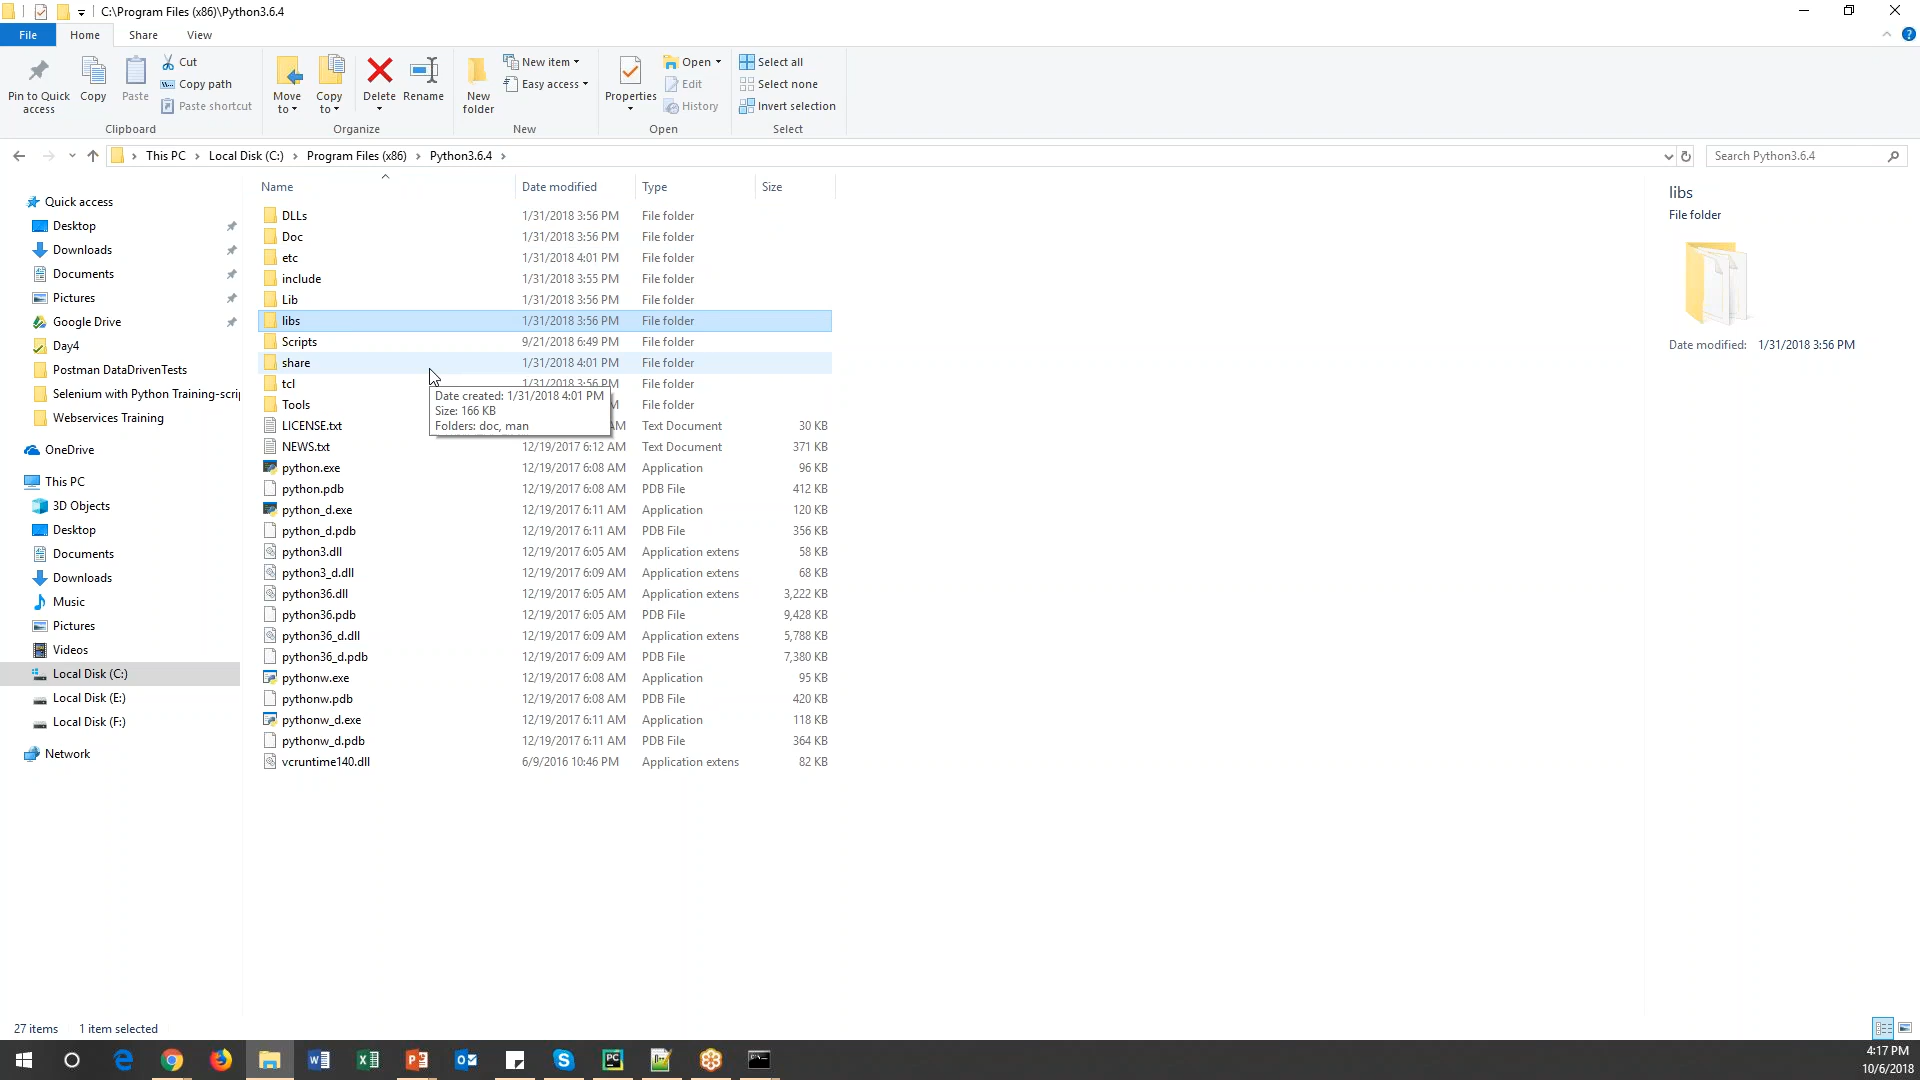 C:\Program Files (x86)\Python3.6.4
File Home Share View
Pin to Quick access
Copy
Paste
Cut
Copy path
Paste shortcut
Clipboard
Move to
Copy to
Delete
Rename
Organize
New folder
New item
Easy access
New
Properties
Open
Edit
History
Open
Select all
Select none
Invert selection
Select
This PC › Local Disk (C:) › Program Files (x86) › Python3.6.4 ›
Search Python3.6.4
Quick access
Desktop
Downloads
Documents
Pictures
Google Drive
Day4
Postman DataDrivenTests
Selenium with Python Training-scrip
Webservices Training
OneDrive
This PC
3D Objects
Desktop
Documents
Downloads
Music
Pictures
Videos
Local Disk (C:)
Local Disk (E:)
Local Disk (F:)
Network
Name Date modified Type Size
DLLs 1/31/2018 3:56 PM File folder
Doc 1/31/2018 3:56 PM File folder
etc 1/31/2018 4:01 PM File folder
include 1/31/2018 3:55 PM File folder
Lib 1/31/2018 3:56 PM File folder
libs 1/31/2018 3:56 PM File folder
Scripts 9/21/2018 6:49 PM File folder
share 1/31/2018 4:01 PM File folder
tcl 1/31/2018 3:56 PM File folder
Tools M File folder
LICENSE.txt AM Text Document 30 KB
NEWS.txt 12/19/2017 6:12 AM Text Document 371 KB
python.exe 12/19/2017 6:08 AM Application 96 KB
python.pdb 12/19/2017 6:08 AM PDB File 412 KB
python_d.exe 12/19/2017 6:11 AM Application 120 KB
python_d.pdb 12/19/2017 6:11 AM PDB File 356 KB
python3.dll 12/19/2017 6:05 AM Application extens 58 KB
python3_d.dll 12/19/2017 6:09 AM Application extens 68 KB
python36.dll 12/19/2017 6:05 AM Application extens 3,222 KB
python36.pdb 12/19/2017 6:05 AM PDB File 9,428 KB
python36_d.dll 12/19/2017 6:09 AM Application extens 5,788 KB
python36_d.pdb 12/19/2017 6:09 AM PDB File 7,380 KB
pythonw.exe 12/19/2017 6:08 AM Application 95 KB
pythonw.pdb 12/19/2017 6:08 AM PDB File 420 KB
pythonw_d.exe 12/19/2017 6:11 AM Application 118 KB
pythonw_d.pdb 12/19/2017 6:11 AM PDB File 364 KB
vcruntime140.dll 6/9/2016 10:46 PM Application extens 82 KB
Date created: 1/31/2018 4:01 PM
Size: 166 KB
Folders: doc, man
libs
File folder
Date modified: 1/31/2018 3:56 PM
27 items 1 item selected
4:17 PM
10/6/2018